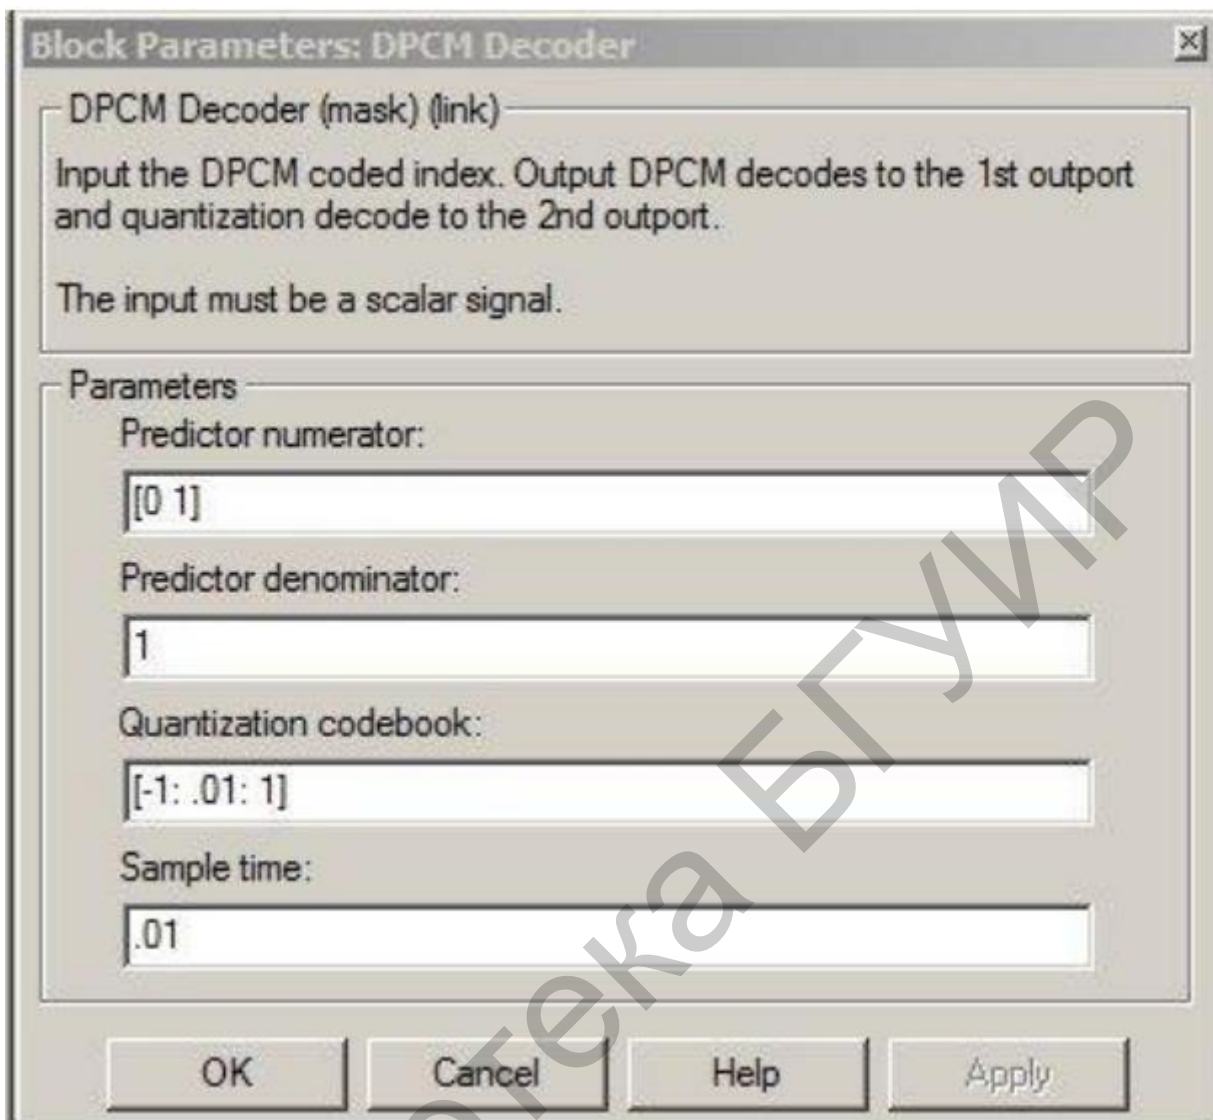 Block Parameters: DPCM Decoder
DPCM Decoder (mask) (link)
Input the DPCM coded index. Output DPCM decodes to the 1st outport
and quantization decode to the 2nd outport.
The input must be a scalar signal.
Parameters
Predictor numerator:
[0 1]
Predictor denominator:
1
Quantization codebook:
[-1: .01: 1]
Sample time:
.01
OK
Cancel
Help
Apply
отека БГУИР